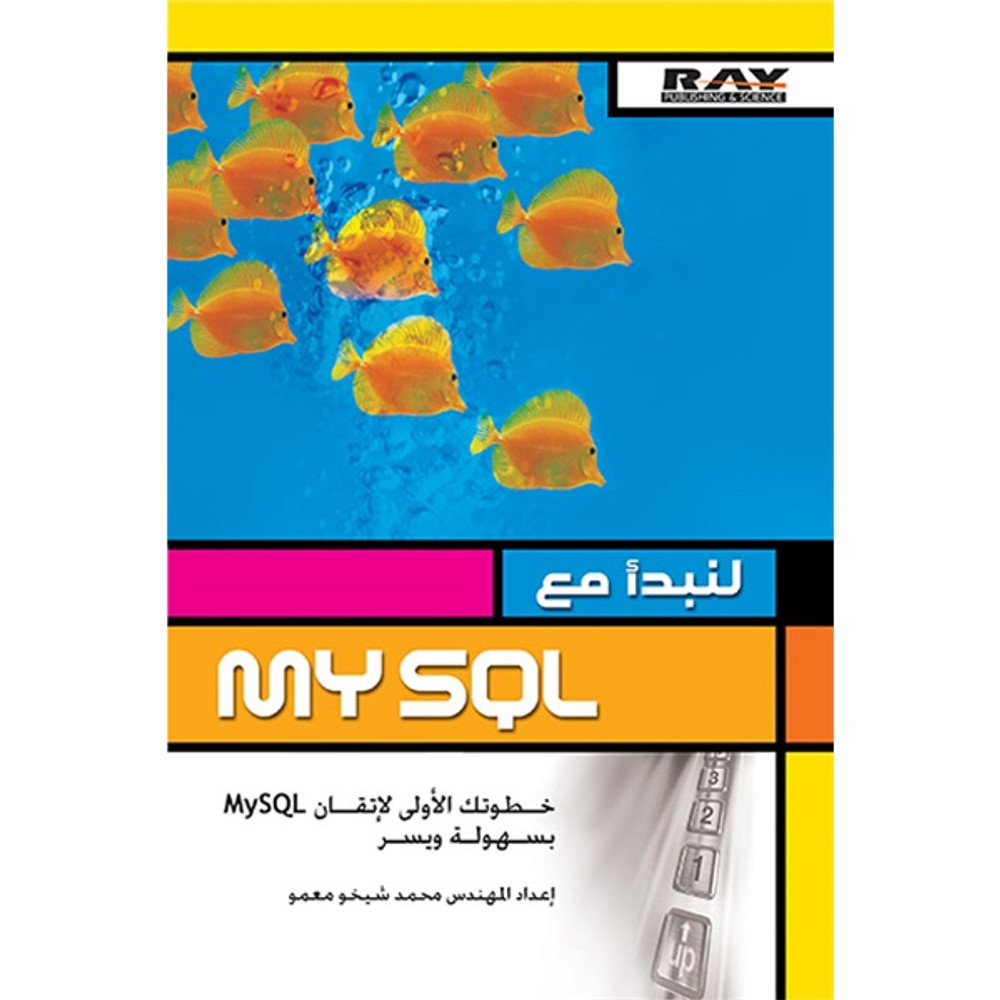 RAY
PUBLISHING & SCIENCE
لنبدأ مع
MY SQL
خطوتك الأولى لإتقان MySQL
بسهولة ويسر
إعداد المهندس محمد شيخو معمو
3
2
1
up